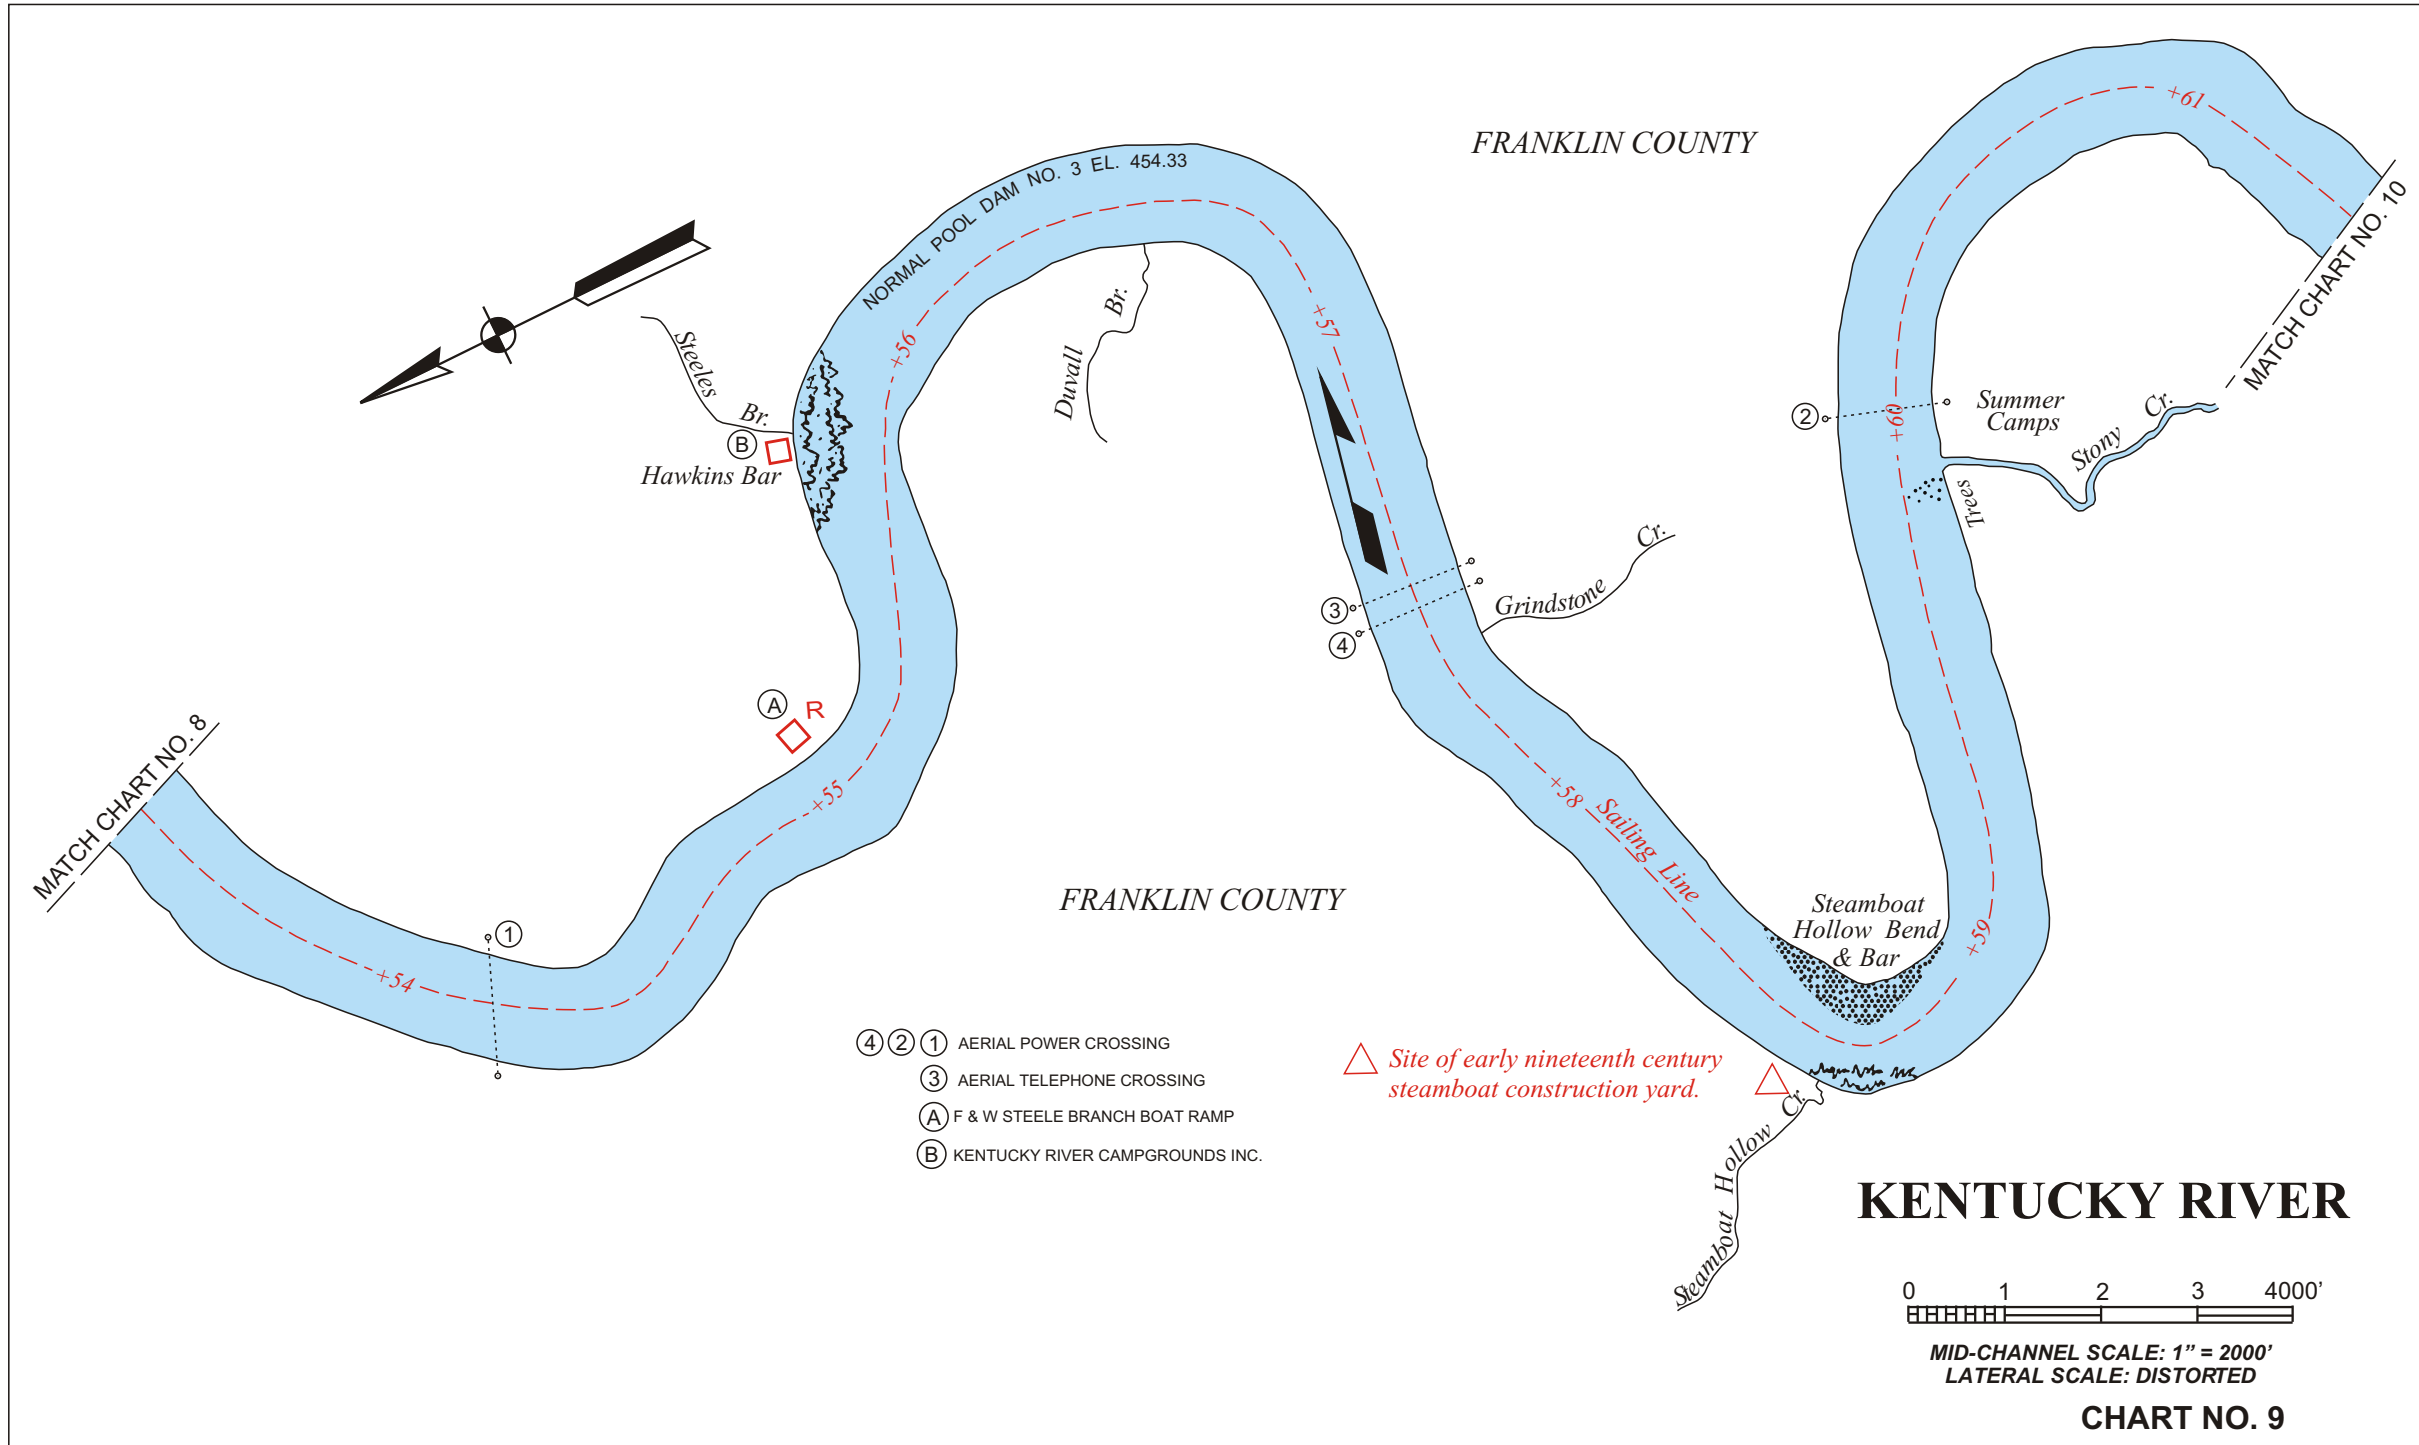 FRANKLIN COUNTY
+61
MATCH CHART NO. 10
NORMAL POOL DAM NO. 3 EL. 454.33
+56
+57
Steeles Br.
B
Hawkins Bar
Duvall Br.
2
+60
Summer
Camps
Stony Cr.
Trees
3
4
Grindstone Cr.
A
R
+55
MATCH CHART NO. 8
+54
1
+58
Sailing Line
FRANKLIN COUNTY
Steamboat
Hollow Bend
& Bar
+59
4 2 1 AERIAL POWER CROSSING
3 AERIAL TELEPHONE CROSSING
A F & W STEELE BRANCH BOAT RAMP
B KENTUCKY RIVER CAMPGROUNDS INC.
Site of early nineteenth century
steamboat construction yard.
Steamboat Hollow Cr.
KENTUCKY RIVER
0 1 2 3 4000’
MID-CHANNEL SCALE: 1” = 2000’
LATERAL SCALE: DISTORTED
CHART NO. 9